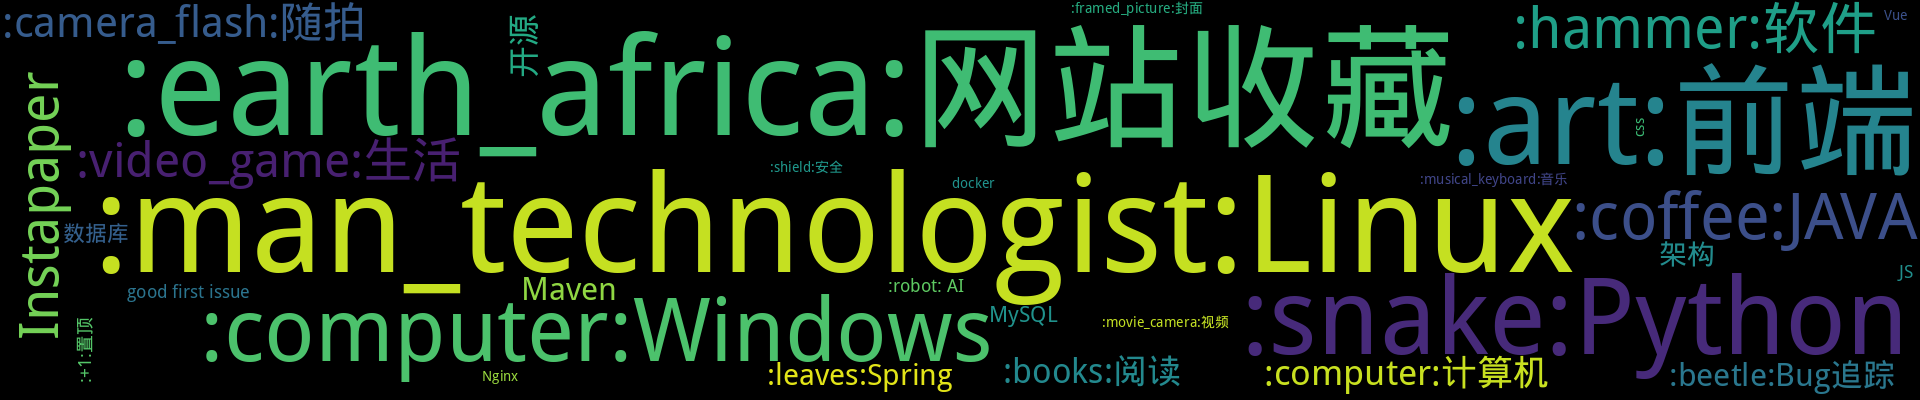 :camera_flash:随拍
开源
:framed_picture:封面
:hammer:软件
Vue
:earth_africa:网站收藏
:art:前端
css
Instapaper
:video_game:生活
:shield:安全
docker
:musical_keyboard:音乐
:man_technologist:Linux
:coffee:JAVA
数据库
架构
JS
good first issue
Maven
:robot: AI
:snake:Python
:computer:Windows
MySQL
:movie_camera:视频
:+1:置顶
Nginx
:leaves:Spring
:books:阅读
:computer:计算机
:beetle:Bug追踪